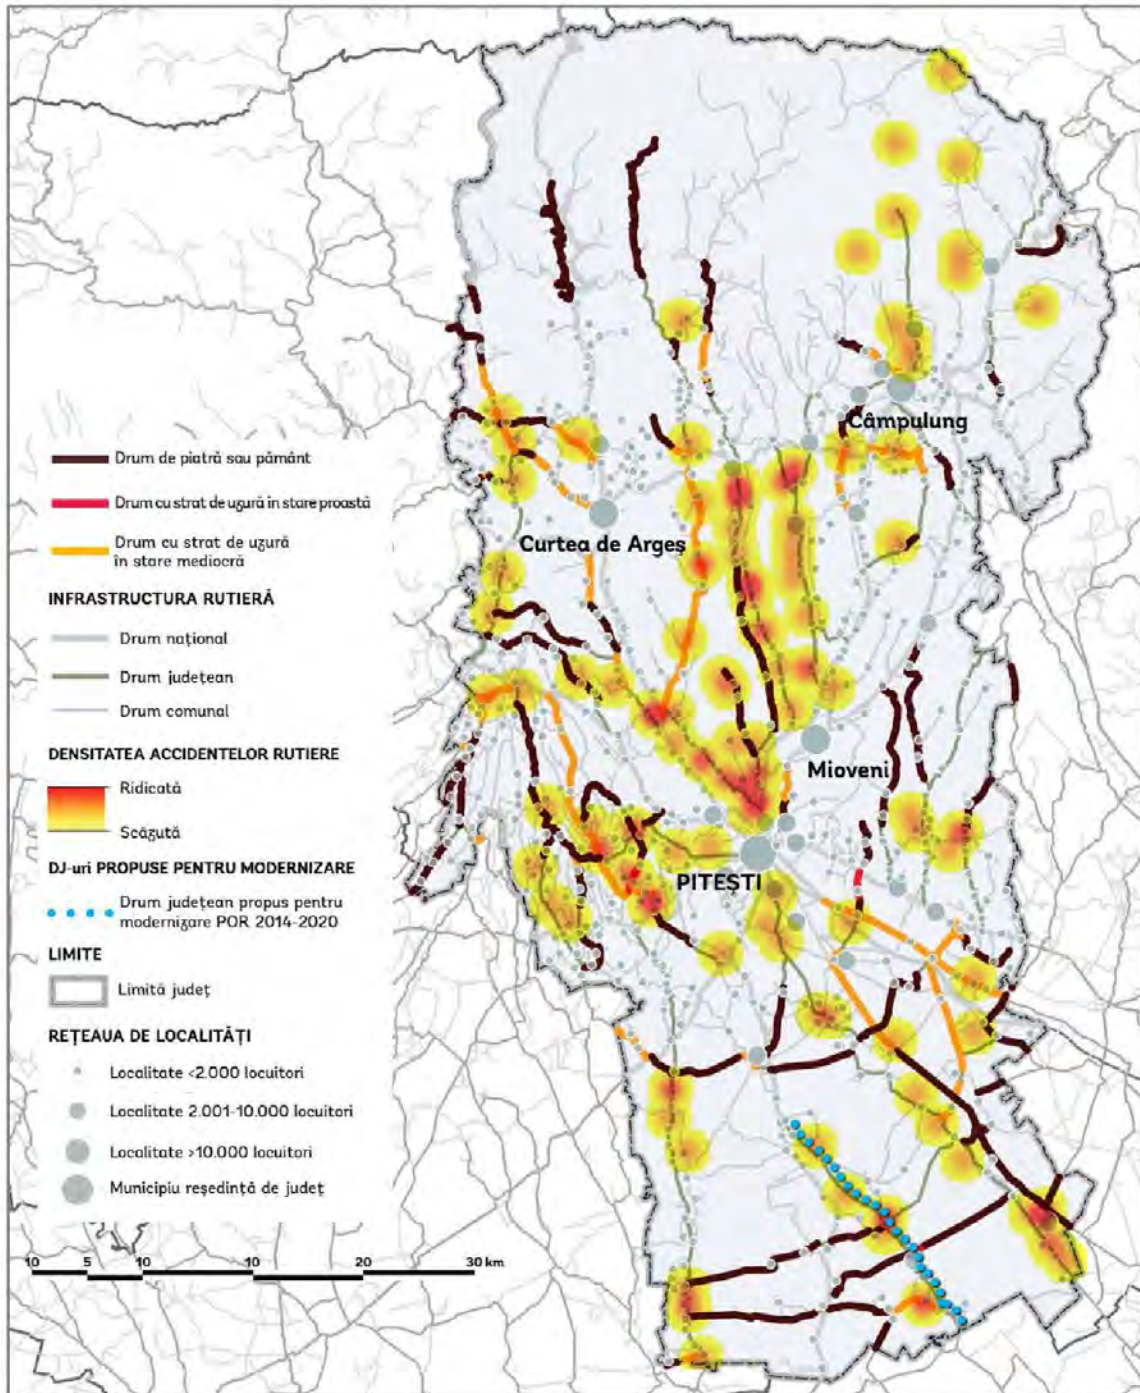 Câmpulung
Curtea de Argeș
Mioveni
PITEȘTI
Drum de piatră sau pământ
Drum cu strat de uzură în stare proastă
Drum cu strat de uzură
în stare mediocră
INFRASTRUCTURA RUTIERĂ
Drum național
Drum județean
Drum comunal
DENSITATEA ACCIDENTELOR RUTIERE
Ridicată
Scăzută
DJ-uri PROPUSE PENTRU MODERNIZARE
Drum județean propus pentru
modernizare POR 2014-2020
LIMITE
Limită județ
REȚEAUA DE LOCALITĂȚI
Localitate <2.000 locuitori
Localitate 2.001-10.000 locuitori
Localitate >10.000 locuitori
Municipiu reședință de județ
10 5 10 10 20 30 km